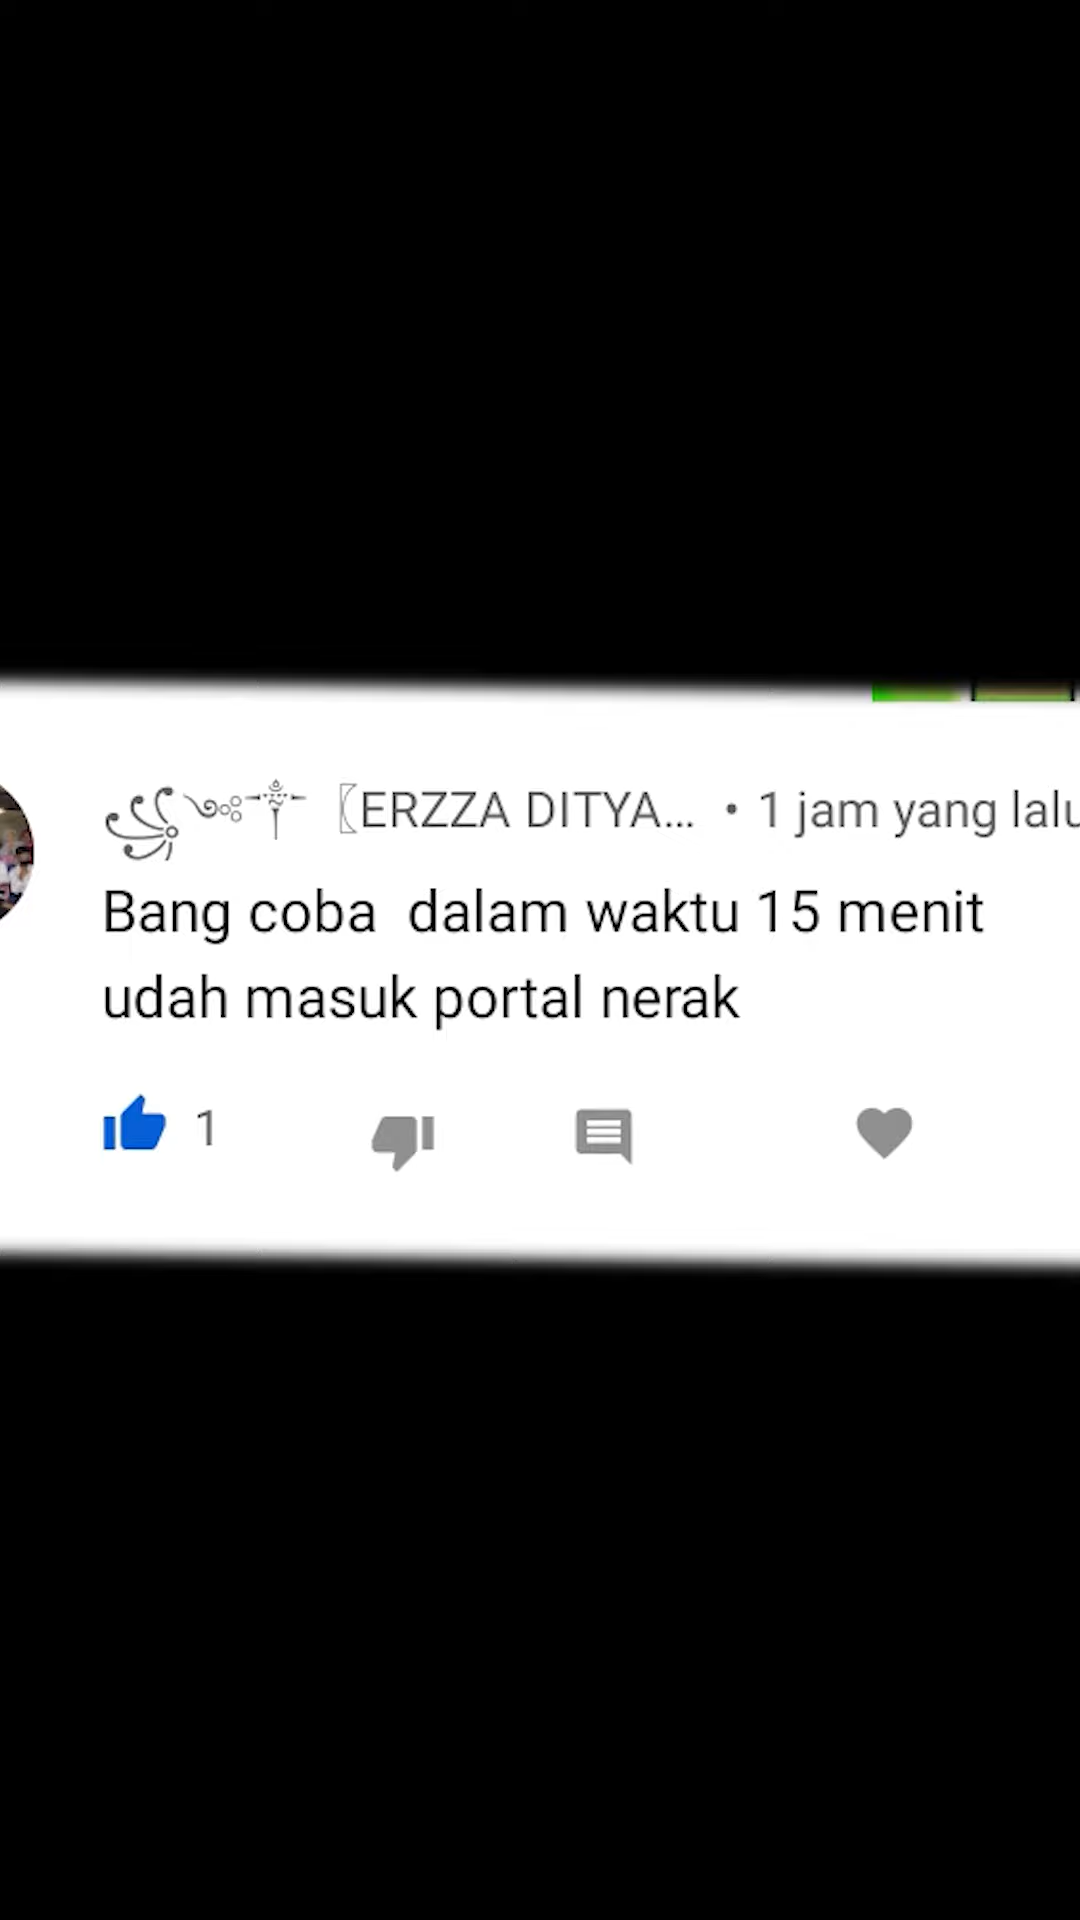 〖ERZZA DITYA... • 1 jam yang lalu
Bang coba  dalam waktu 15 menit
udah masuk portal nerak
1